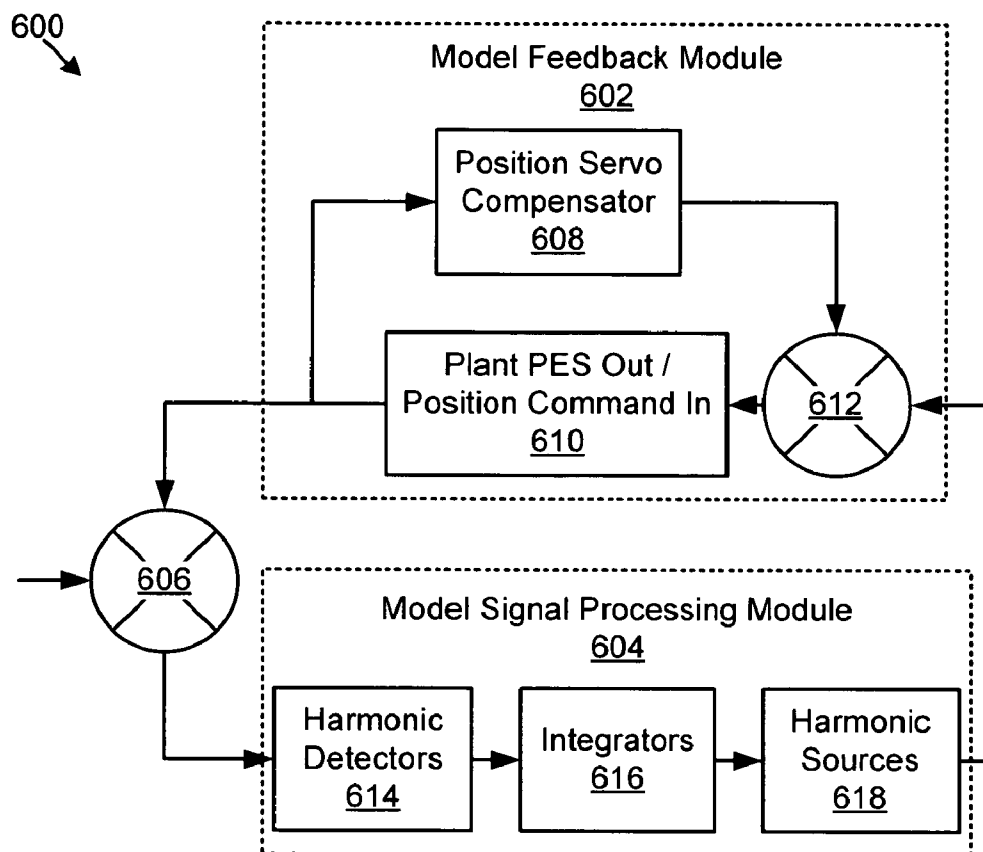 600
Model Feedback Module
602
Position Servo
Compensator
608
Plant PES Out /
Position Command In
610
612
606
Model Signal Processing Module
604
Harmonic
Detectors
614
Integrators
616
Harmonic
Sources
618